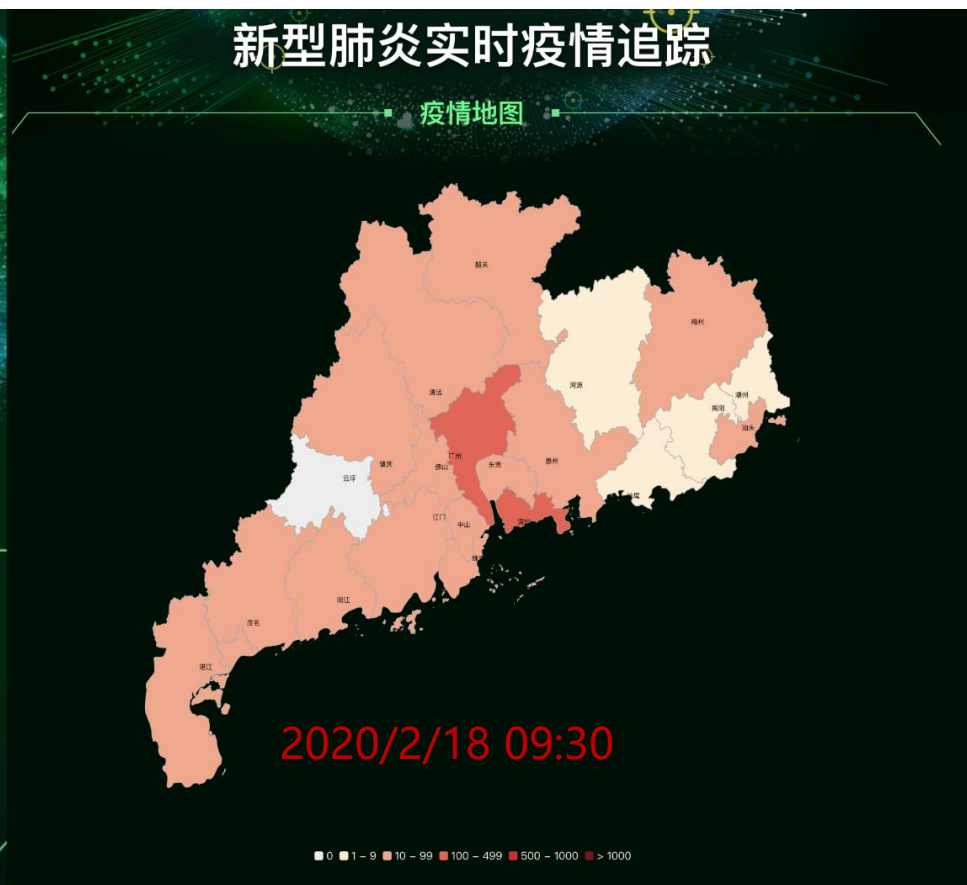 新型肺炎实时疫情追踪
疫情地图
韶关
梅州
河源
清远
潮州
揭阳
汕头
广州
惠州
肇庆
佛山
东莞
云浮
尾
江门
中山
深圳
阳江
茂名
湛江
2020/2/18 09:30
0 1 – 9 10 – 99 100 – 499 500 – 1000 > 1000